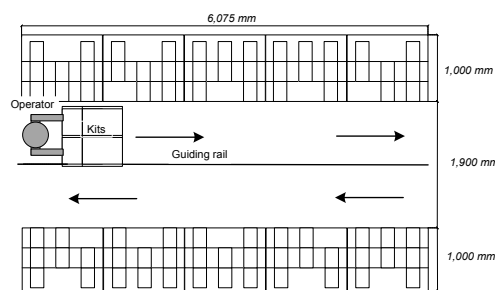 6,075 mm
1,000 mm
Operator
Kits
Guiding rail
1,900 mm
1,000 mm